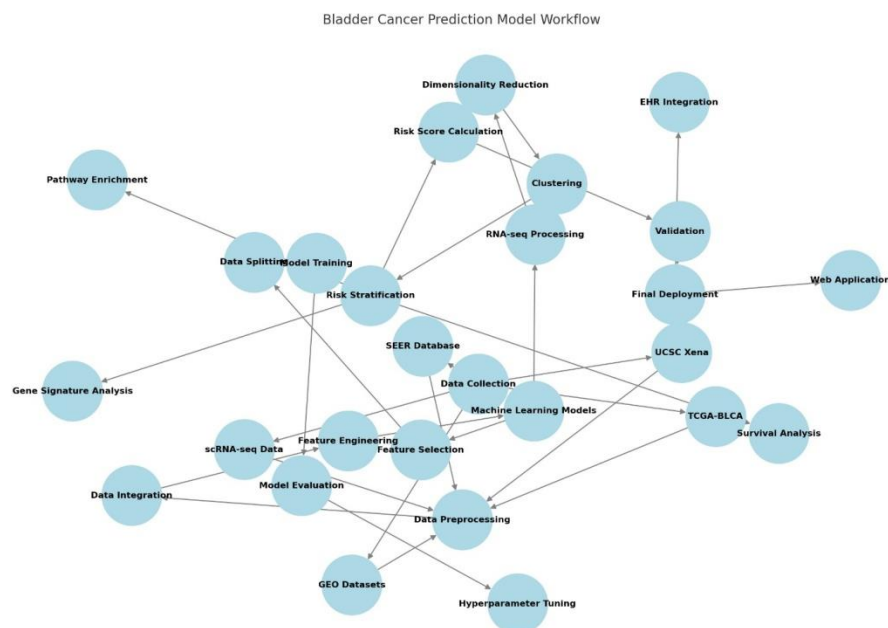 Bladder Cancer Prediction Model Workflow
Dimensionality Reduction
EHR Integration
Risk Score Calculation
Pathway Enrichment
Clustering
RNA-seq Processing
Validation
Data Splitting
Model Training
Web Application
Risk Stratification
Final Deployment
SEER Database
UCSC Xena
Data Collection
Gene Signature Analysis
Machine Learning Models
TCGA-BLCA
Survival Analysis
Feature Engineering
scRNA-seq Data
Feature Selection
Model Evaluation
Data Integration
Data Preprocessing
GEO Datasets
Hyperparameter Tuning